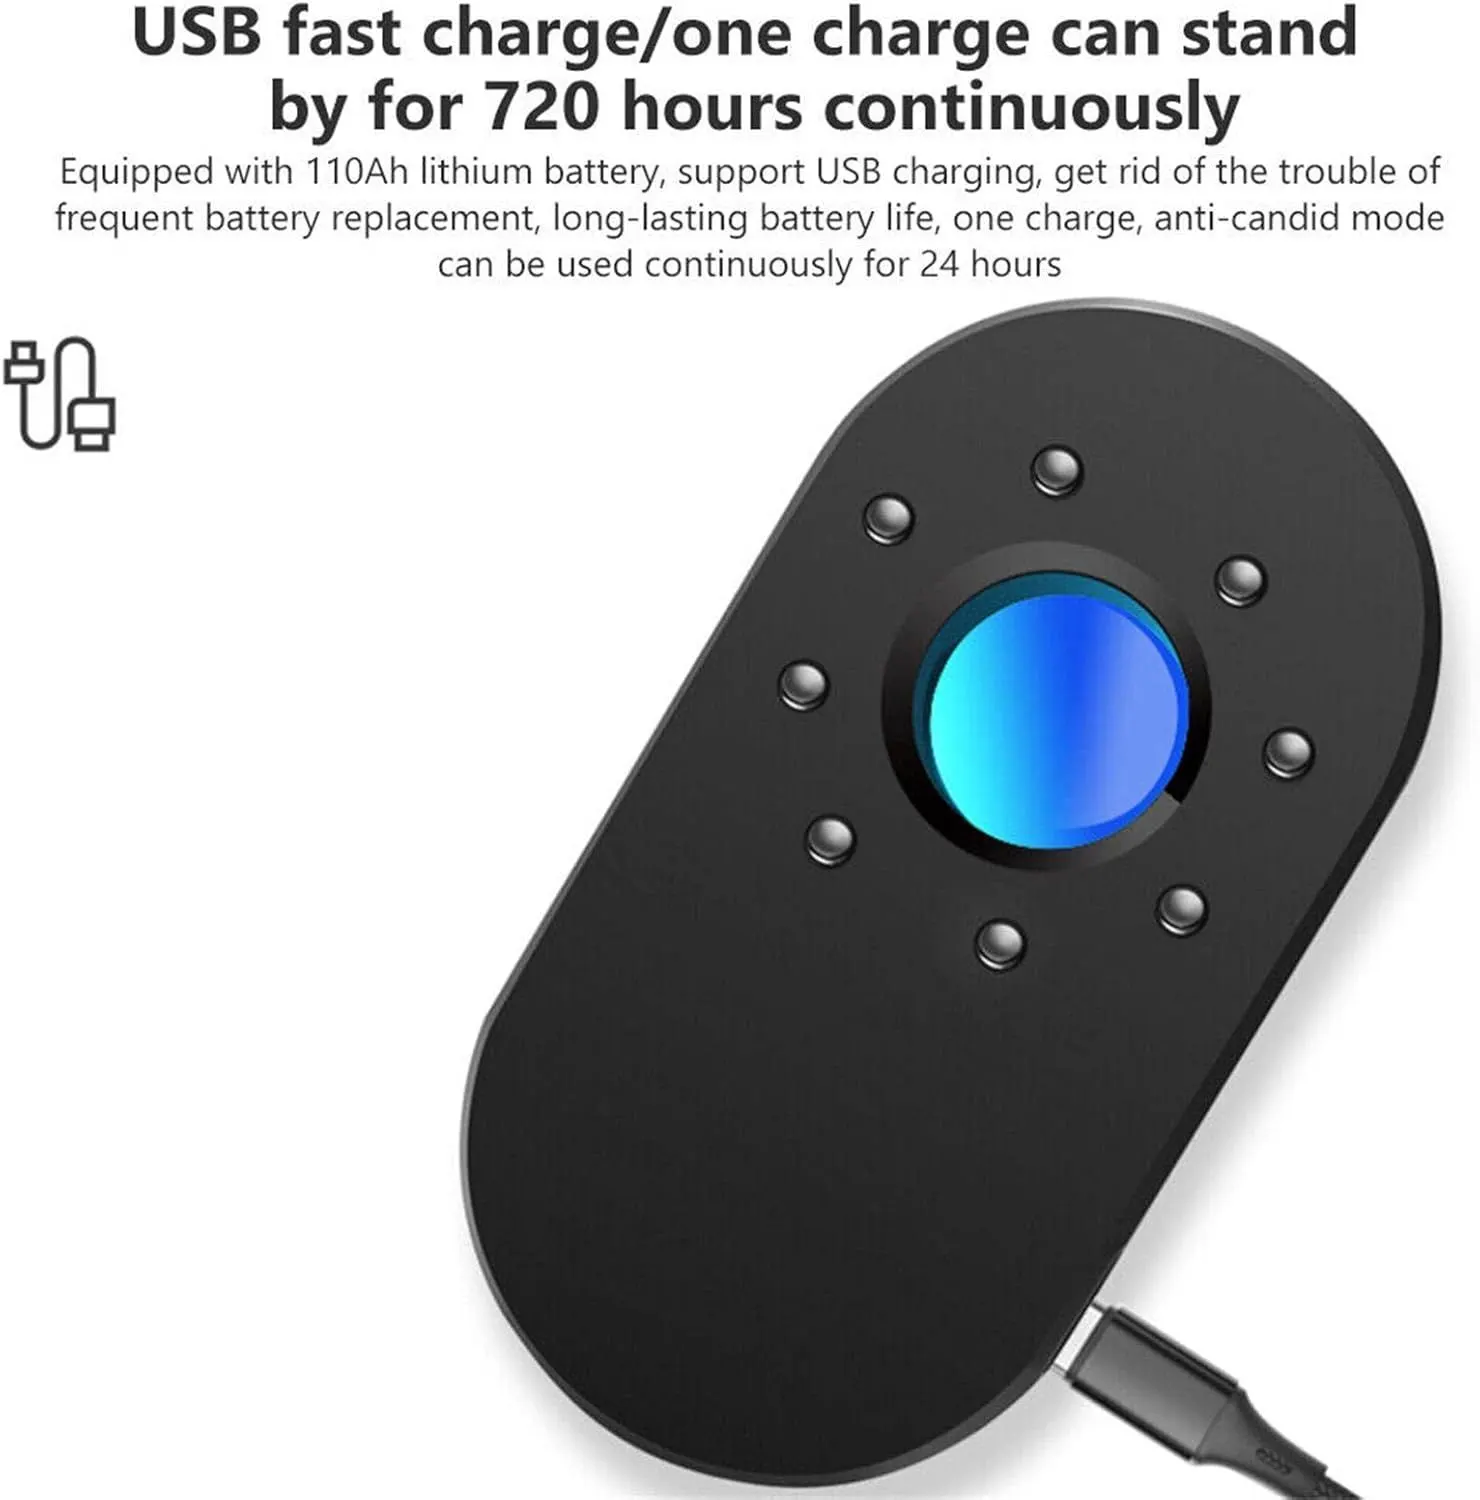 USB fast charge/one charge can stand
by for 720 hours continuously
Equipped with 110Ah lithium battery, support USB charging, get rid of the trouble of
frequent battery replacement, long-lasting battery life, one charge, anti-candid mode
can be used continuously for 24 hours